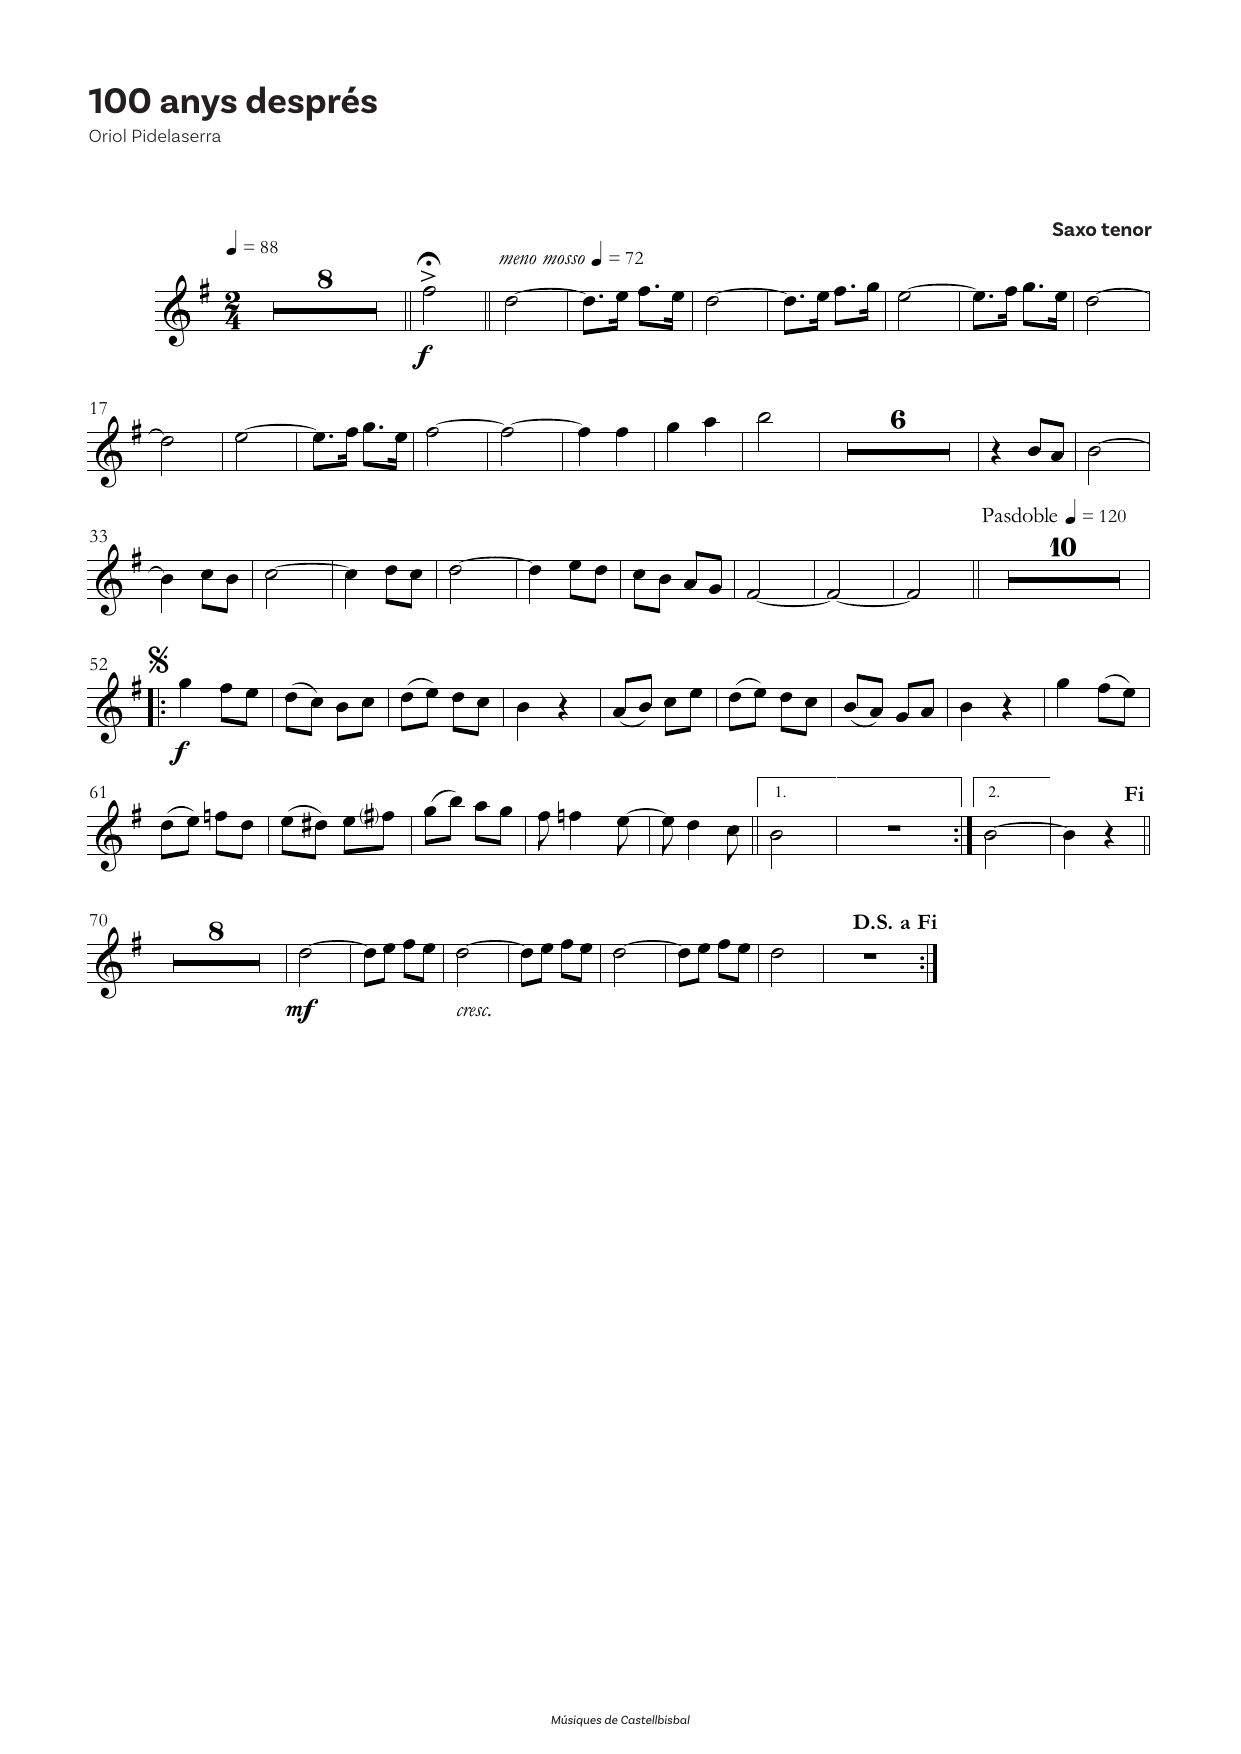 100 anys després
Oriol Pidelaserra
Saxo tenor
♩ = 88
meno mosso ♩ = 72
8
2
4
f
17
6
33
Pasdoble ♩ = 120
10
52
f
61
1.
2.
Fi
70
8
D.S. a Fi
mf
cresc.
Músiques de Castellbisbal